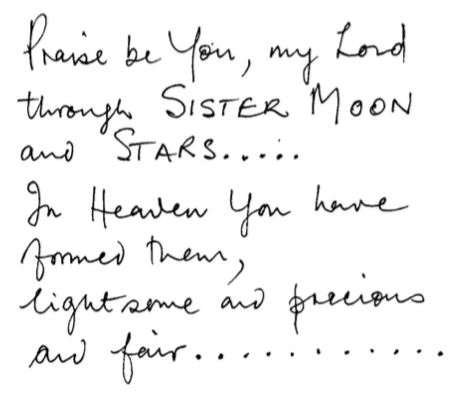 Praise be You, my Lord
through SISTER MOON
and STARS.....
In Heaven You have
formed them,
lightsome and precious
and fair............